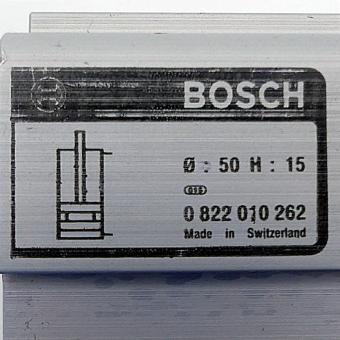 BOSCH
Ø : 50 H : 15
0 822 010 262
Made in Switzerland